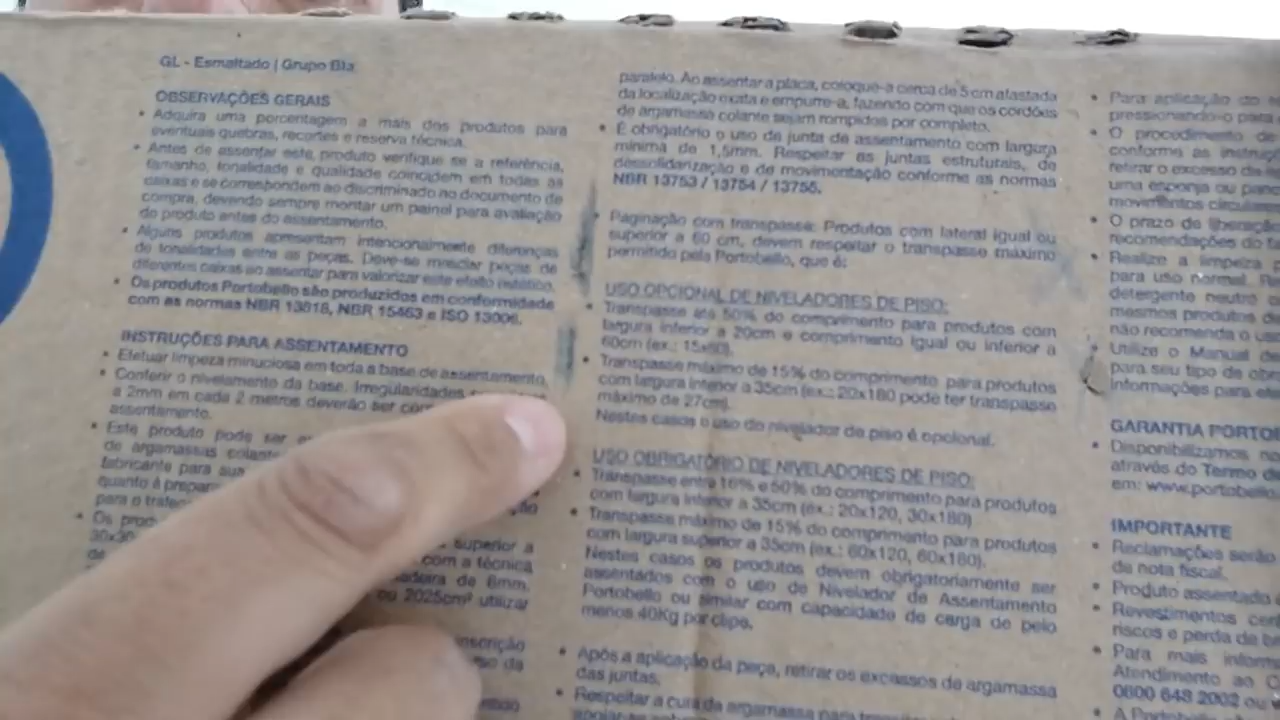 GL - Esmaltado | Grupo BIa
OBSERVAÇÕES GERAIS
• Adquira uma porcentagem a mais dos produtos para
eventuais quebras, recortes e reserva técnica.
• Antes de assentar este produto verifique se a referência,
tamanho, tonalidade e qualidade coincidem em todas as
caixas e se correspondem ao discriminado no documento de
compra, devendo sempre montar um painel para avaliação
do produto antes do assentamento.
• Alguns produtos apresentam intencionalmente diferenças
de tonalidades entre as peças. Deve-se mesclar peças de
diferentes caixas ao assentar para valorizar este efeito estético.
• Os produtos Portobello são produzidos em conformidade
com as normas NBR 13818, NBR 15463 e ISO 13006.
INSTRUÇÕES PARA ASSENTAMENTO
• Efetuar limpeza minuciosa em toda a base de assentamento.
• Conferir o nivelamento da base. Irregularidades
a 2mm em cada 2 metros deverão ser
assentamento.
• Este produto pode ser
de argamassas
fabricante para sua
quanto à
para o
• Os
30x30
superior a
com a técnica
de 6mm.
ou 2025cm² utilizar
inscrição
da
paralelo. Ao assentar a placa, coloque-a cerca de 5 cm afastada
da localização exata e empurre-a, fazendo com que os cordões
de argamassa colante sejam rompidos por completo.
• É obrigatório o uso de junta de assentamento com largura
mínima de 1,5mm. Respeitar as juntas estruturais, de
dessolidarização e de movimentação conforme as normas
NBR 13753 / 13754 / 13755.
• Paginação com transpasse: Produtos com lateral igual ou
superior a 60 cm, devem respeitar o transpasse máximo
permitido pela Portobello, que é:
USO OPCIONAL DE NIVELADORES DE PISO:
• Transpasse até 50% do comprimento para produtos com
largura inferior a 20cm e comprimento igual ou inferior a
60cm (ex.: 15x60).
• Transpasse máximo de 15% do comprimento para produtos
com largura inferior a 35cm (ex.: 20x180 pode ter transpasse
máximo de 27cm).
Nestes casos o uso do nivelador de piso é opcional.
USO OBRIGATÓRIO DE NIVELADORES DE PISO:
• Transpasse entre 16% e 50% do comprimento para produtos
com largura inferior a 35cm (ex.: 20x120, 30x180)
• Transpasse máximo de 15% do comprimento para produtos
com largura superior a 35cm (ex.: 60x120, 60x180).
Nestes casos os produtos devem obrigatoriamente ser
assentados com o uso de Nivelador de Assentamento
Portobello ou similar com capacidade de carga de pelo
menos 40Kg por clipe.
• Após a aplicação da peça, retirar os excessos de argamassa
das juntas.
• Respeitar a cura da argamassa para
• Para aplicação do
pressionando-o para
• O procedimento de
conforme as
retirar o excesso da
uma esponja ou pano
movimentos
• O prazo de liberação
recomendações do
• Realize a limpeza
para uso normal.
detergente neutro
mesmos produtos
não recomenda o
• Utilize o Manual de
para seu tipo de
informações para
GARANTIA
• Disponibilizamos
através do Termo
em:
IMPORTANTE
• Reclamações serão
da nota fiscal.
• Produto assentado
• Revestimentos
riscos e perda de
• Para mais
Atendimento ao
0800 648 2002 ou
• A